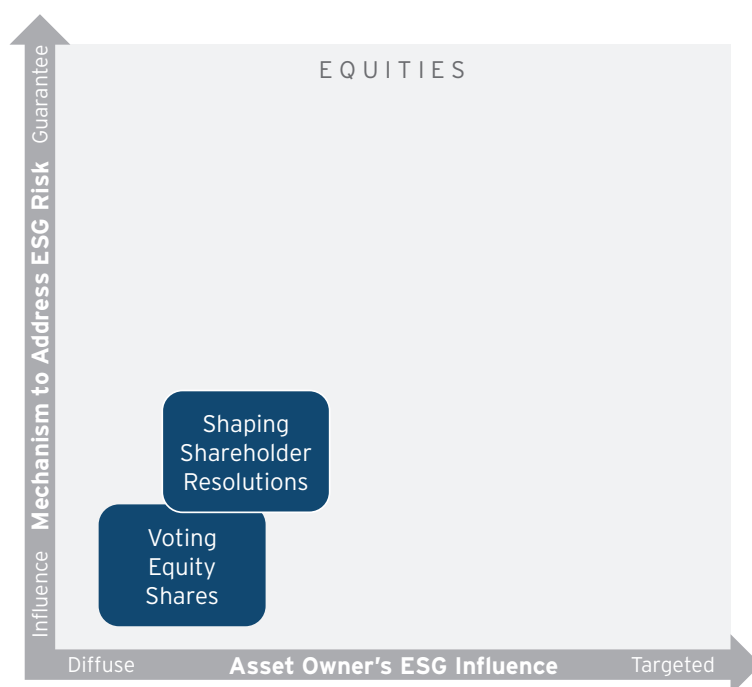 EQUITIES
Guarantee
Mechanism to Address ESG Risk
Influence
Shaping
Shareholder
Resolutions
Voting
Equity
Shares
Diffuse
Asset Owner's ESG Influence
Targeted